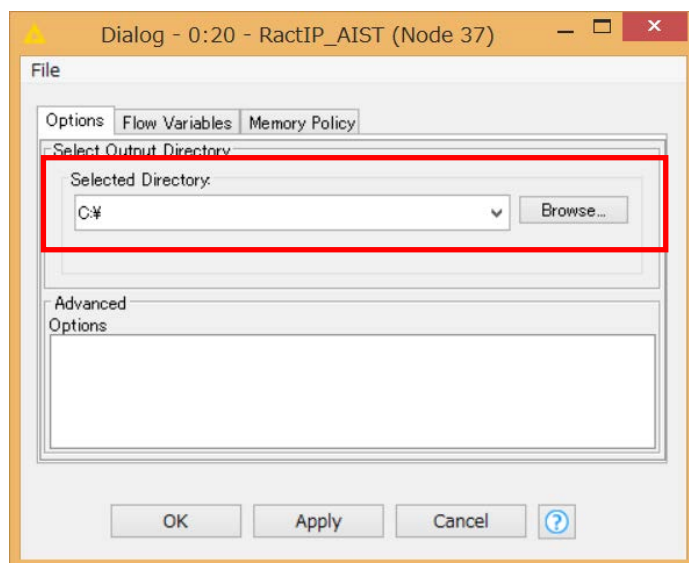 Dialog - 0:20 - RactIP_AIST (Node 37)
File
Options Flow Variables Memory Policy
Select Output Directory
Selected Directory:
C:¥ Browse...
Advanced
Options
OK Apply Cancel ?